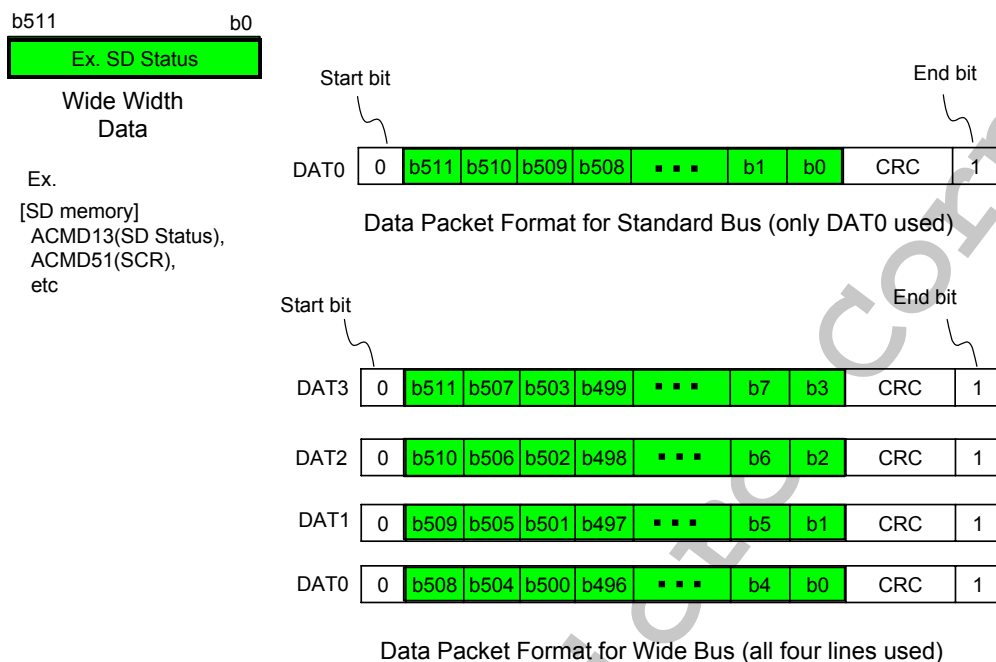 b511 b0
Ex. SD Status
Wide Width
Data
Ex.
[SD memory]
ACMD13(SD Status),
ACMD51(SCR),
etc
Start bit End bit
DAT0 0 b511 b510 b509 b508 ▪ ▪ ▪ b1 b0 CRC 1
Data Packet Format for Standard Bus (only DAT0 used)
Start bit End bit
DAT3 0 b511 b507 b503 b499 ▪ ▪ ▪ b7 b3 CRC 1
DAT2 0 b510 b506 b502 b498 ▪ ▪ ▪ b6 b2 CRC 1
DAT1 0 b509 b505 b501 b497 ▪ ▪ ▪ b5 b1 CRC 1
DAT0 0 b508 b504 b500 b496 ▪ ▪ ▪ b4 b0 CRC 1
Data Packet Format for Wide Bus (all four lines used)